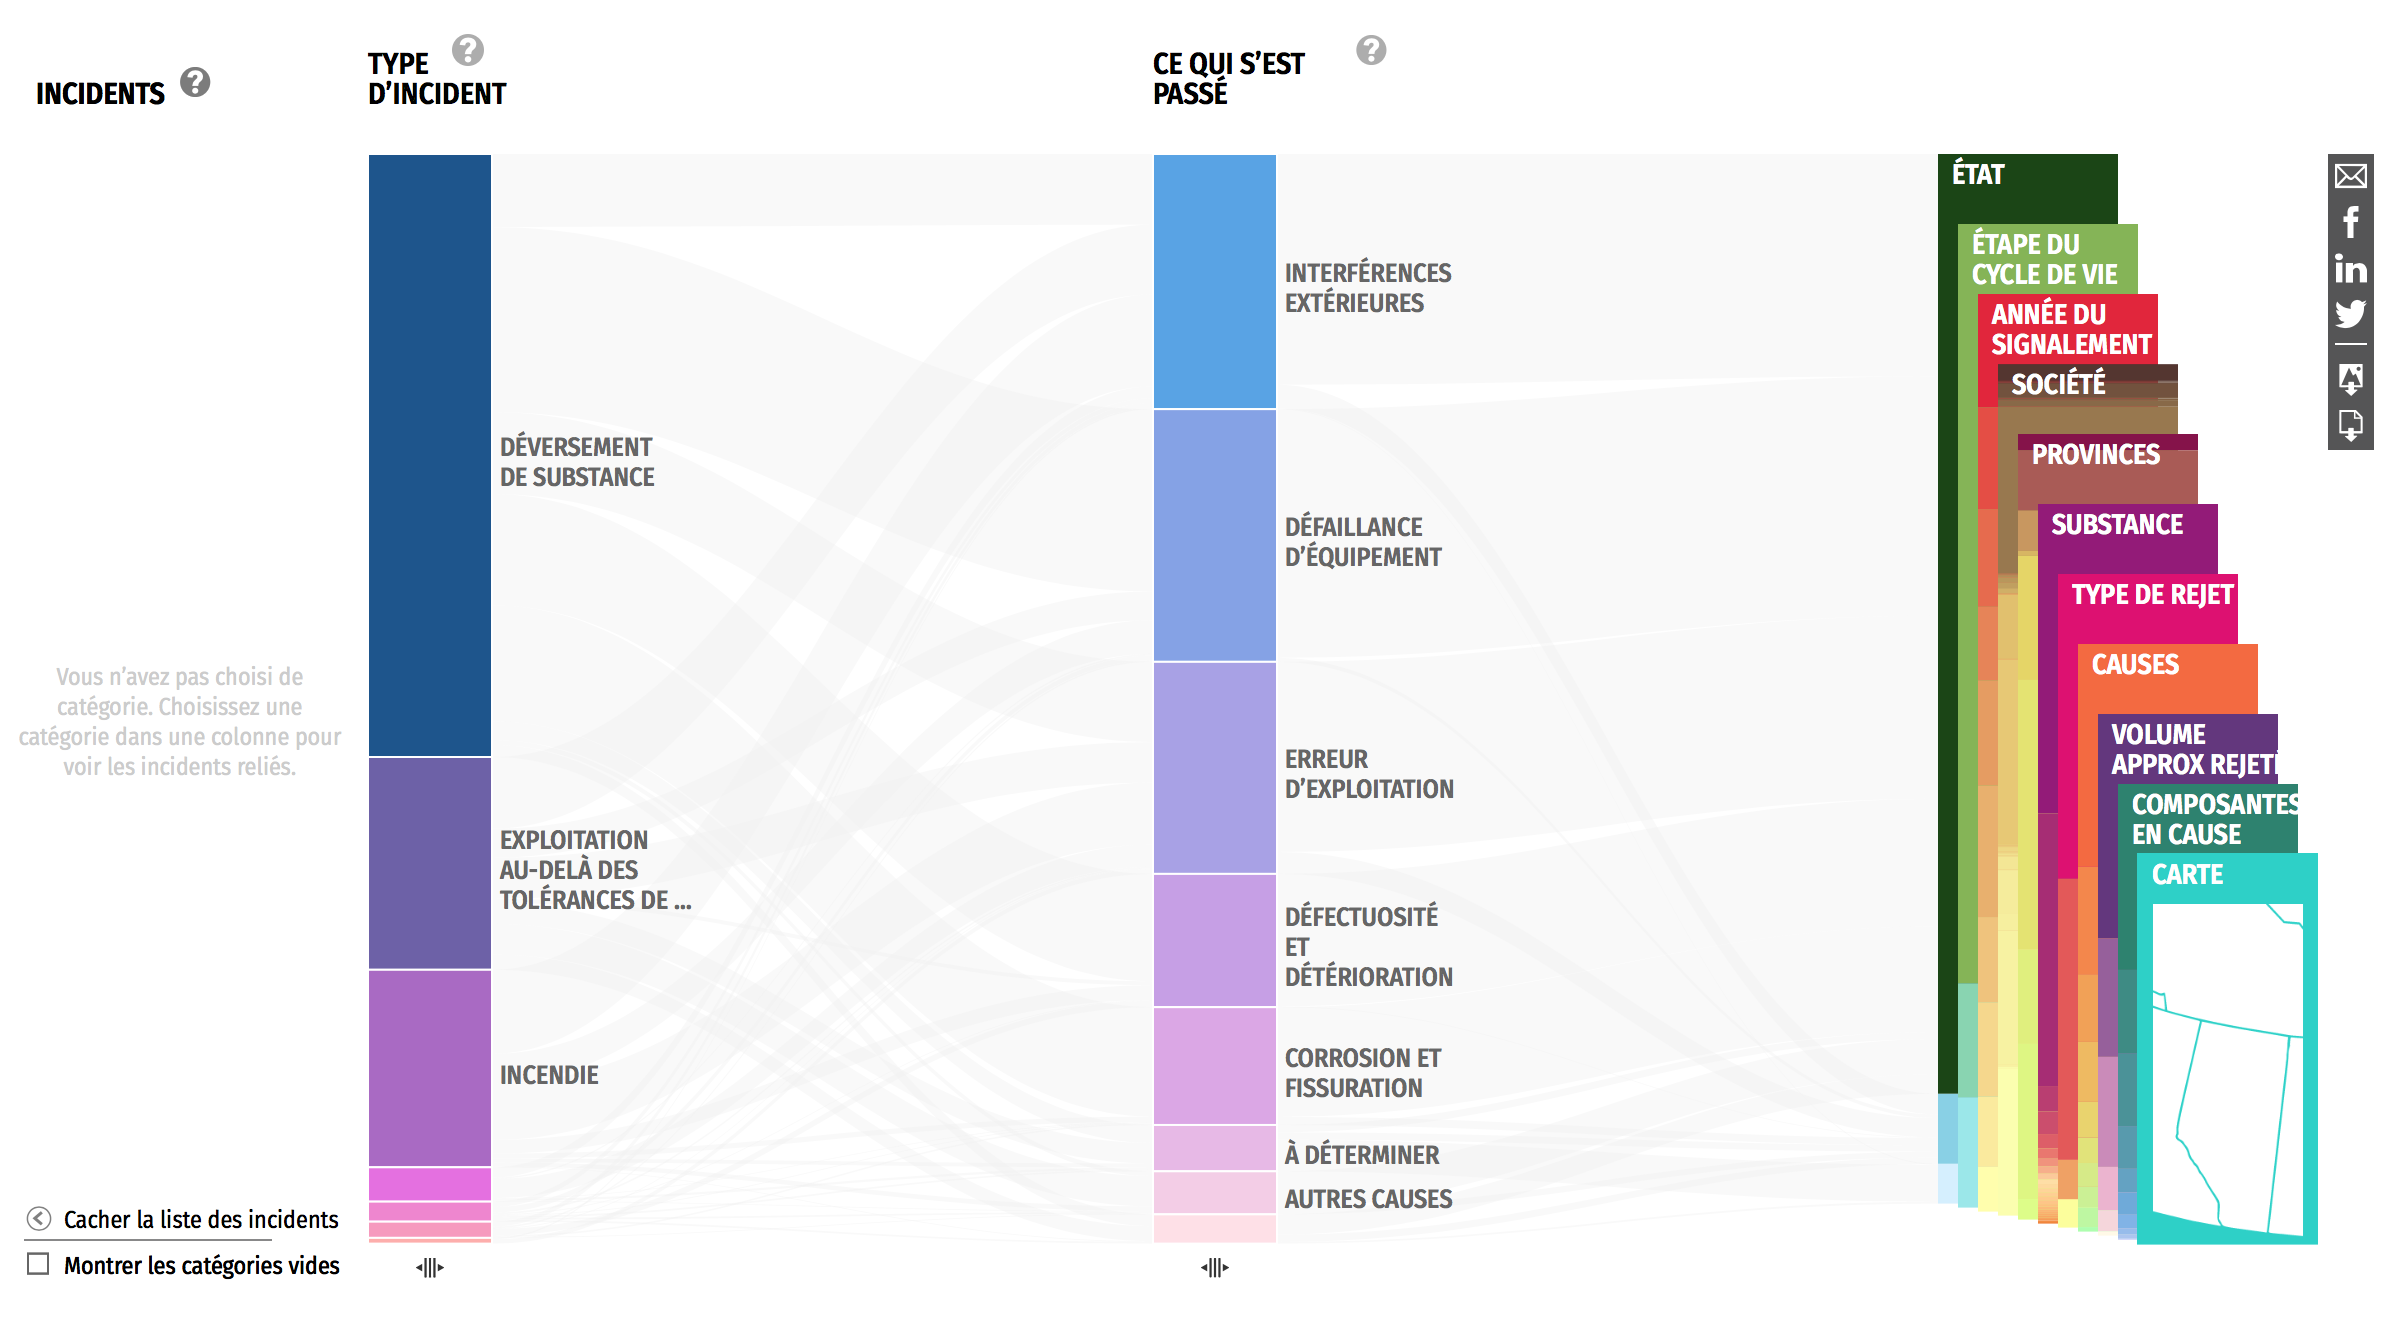 INCIDENTS
TYPE
D’INCIDENT
CE QUI S’EST
PASSÉ
Vous n’avez pas choisi de
catégorie. Choisissez une
catégorie dans une colonne pour
voir les incidents reliés.
Cacher la liste des incidents
Montrer les catégories vides
DÉVERSEMENT
DE SUBSTANCE
EXPLOITATION
AU-DELÀ DES
TOLÉRANCES DE ...
INCENDIE
INTERFÉRENCES
EXTÉRIEURES
DÉFAILLANCE
D’ÉQUIPEMENT
ERREUR
D’EXPLOITATION
DÉFECTUOSITÉ
ET
DÉTÉRIORATION
CORROSION ET
FISSURATION
À DÉTERMINER
AUTRES CAUSES
ÉTAT
ÉTAPE DU
CYCLE DE VIE
ANNÉE DU
SIGNALEMENT
SOCIÉTÉ
PROVINCES
SUBSTANCE
TYPE DE REJET
CAUSES
VOLUME
APPROX REJETÉ
COMPOSANTES
EN CAUSE
CARTE